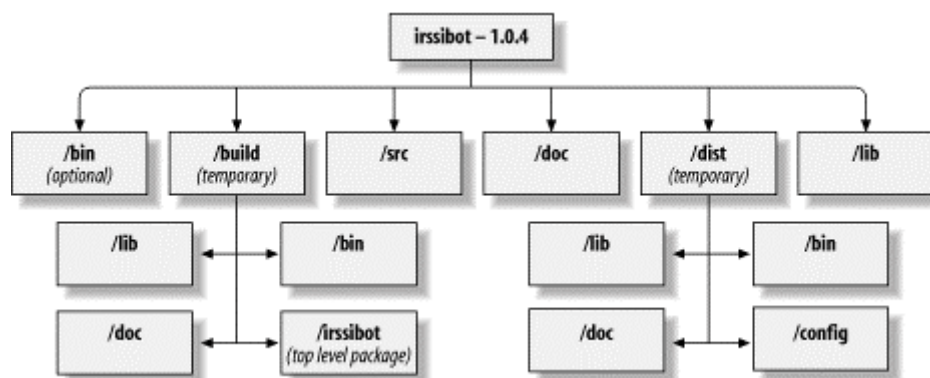 irssibot – 1.0.4
/bin
(optional)
/build
(temporary)
/src
/doc
/dist
(temporary)
/lib
/lib
/bin
/lib
/bin
/doc
/irssibot
(top level package)
/doc
/config